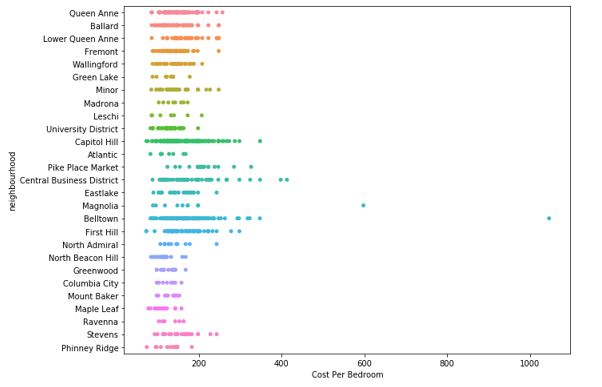 Queen Anne
Ballard
Lower Queen Anne
Fremont
Wallingford
Green Lake
Minor
Madrona
Leschi
University District
Capitol Hill
Atlantic
Pike Place Market
Central Business District
Eastlake
Magnolia
Belltown
First Hill
North Admiral
North Beacon Hill
Greenwood
Columbia City
Mount Baker
Maple Leaf
Ravenna
Stevens
Phinney Ridge
neighbourhood
200 400 600 800 1000
Cost Per Bedroom